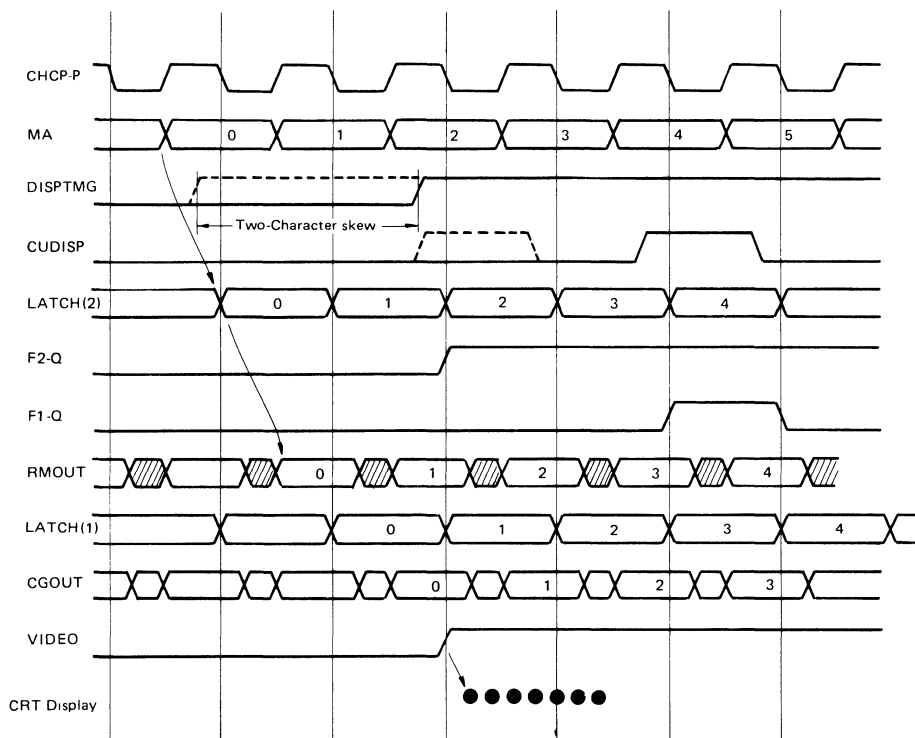 CHCP-P
MA 0 1 2 3 4 5
DISPTMG
Two-Character skew
CUDISP
LATCH(2) 0 1 2 3 4
F2-Q
F1-Q
RMOUT 0 1 2 3 4
LATCH(1) 0 1 2 3 4
CGOUT 0 1 2 3
VIDEO
CRT Display